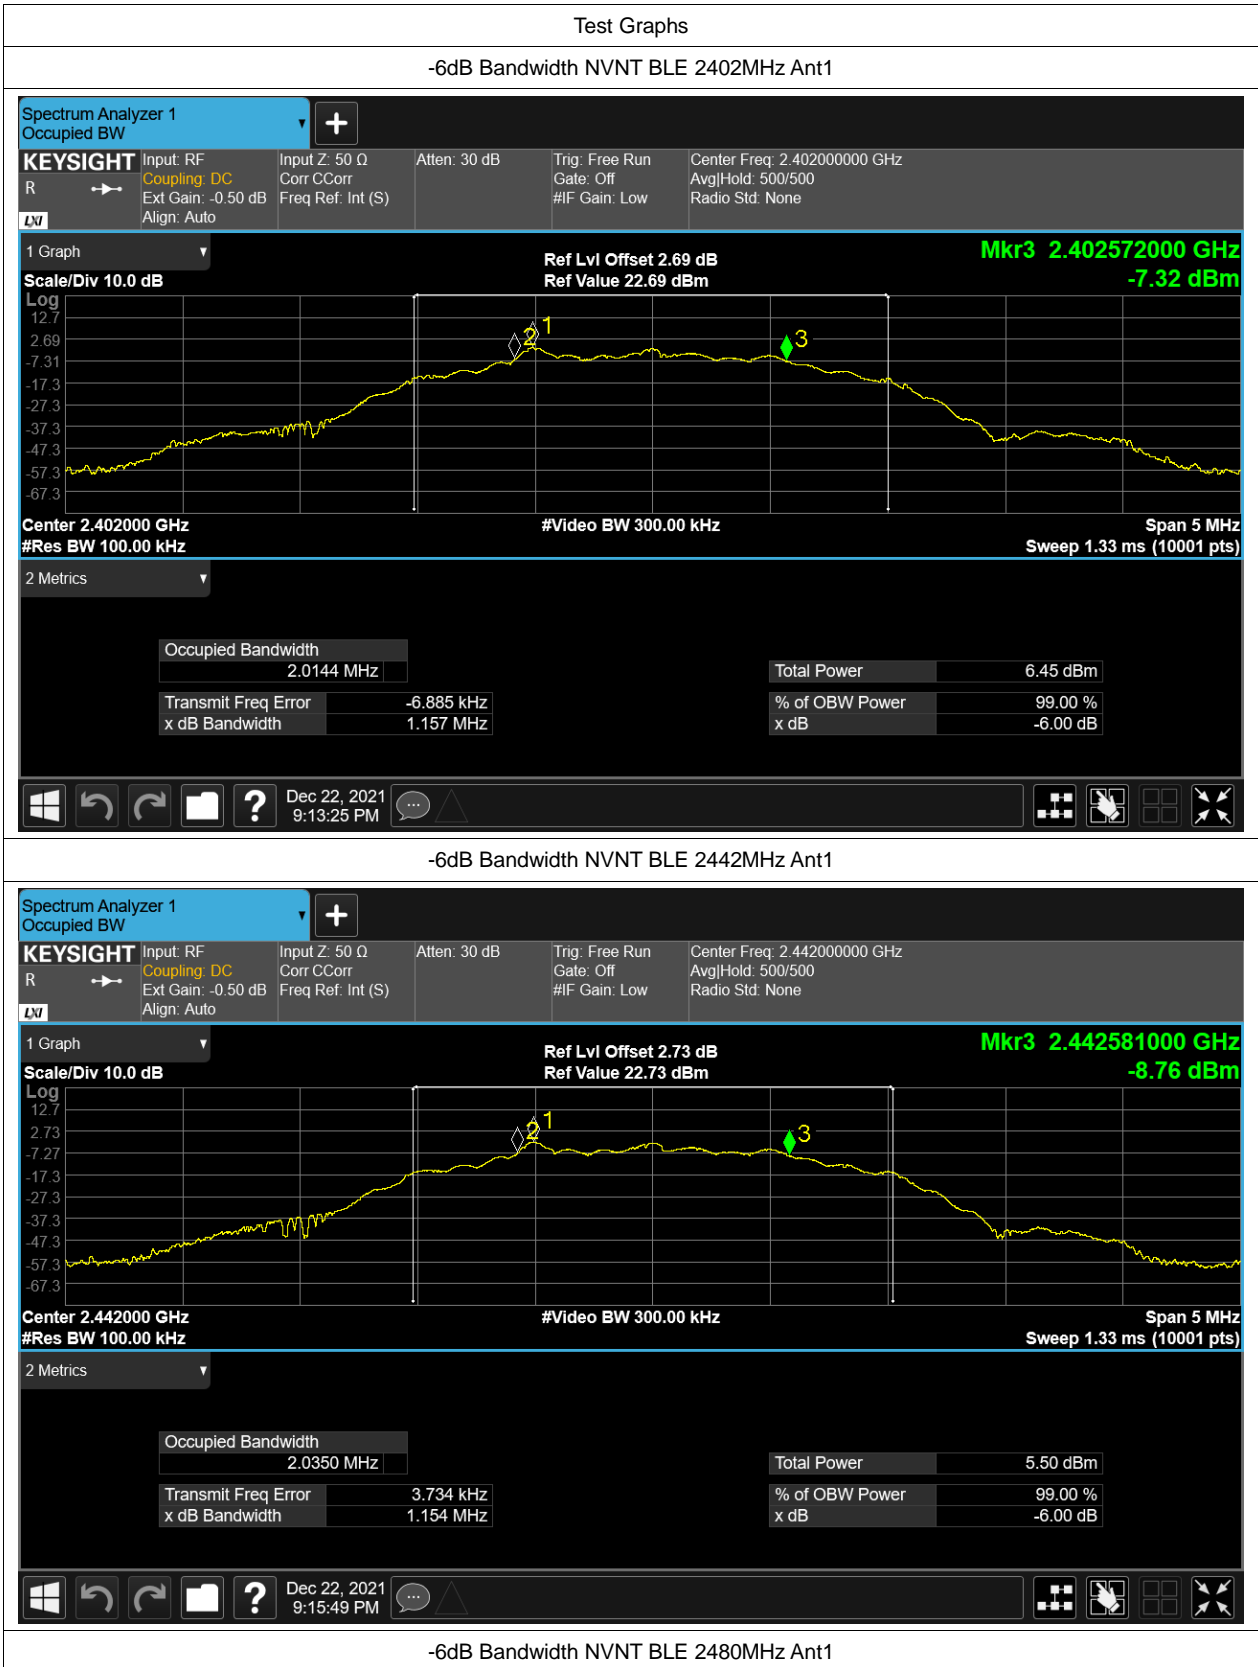 Test Graphs
-6dB Bandwidth NVNT BLE 2402MHz Ant1
Spectrum Analyzer 1
Occupied BW
KEYSIGHT Input: RF Input Z: 50 Ω Atten: 30 dB Trig: Free Run Center Freq: 2.402000000 GHz
R Coupling: DC Corr CCorr Gate: Off Avg|Hold: 500/500
Ext Gain: -0.50 dB Freq Ref: Int (S) #IF Gain: Low Radio Std: None
LXI Align: Auto
1 Graph Ref Lvl Offset 2.69 dB Mkr3 2.402572000 GHz
Scale/Div 10.0 dB Ref Value 22.69 dBm -7.32 dBm
Log
12.7
2.69
-7.31
-17.3
-27.3
-37.3
-47.3
-57.3
-67.3
2 1 3
Center 2.402000 GHz #Video BW 300.00 kHz Span 5 MHz
#Res BW 100.00 kHz Sweep 1.33 ms (10001 pts)
2 Metrics
Occupied Bandwidth
2.0144 MHz Total Power 6.45 dBm
Transmit Freq Error -6.885 kHz % of OBW Power 99.00 %
x dB Bandwidth 1.157 MHz x dB -6.00 dB
Dec 22, 2021
9:13:25 PM
-6dB Bandwidth NVNT BLE 2442MHz Ant1
Spectrum Analyzer 1
Occupied BW
KEYSIGHT Input: RF Input Z: 50 Ω Atten: 30 dB Trig: Free Run Center Freq: 2.442000000 GHz
R Coupling: DC Corr CCorr Gate: Off Avg|Hold: 500/500
Ext Gain: -0.50 dB Freq Ref: Int (S) #IF Gain: Low Radio Std: None
LXI Align: Auto
1 Graph Ref Lvl Offset 2.73 dB Mkr3 2.442581000 GHz
Scale/Div 10.0 dB Ref Value 22.73 dBm -8.76 dBm
Log
12.7
2.73
-7.27
-17.3
-27.3
-37.3
-47.3
-57.3
-67.3
2 1 3
Center 2.442000 GHz #Video BW 300.00 kHz Span 5 MHz
#Res BW 100.00 kHz Sweep 1.33 ms (10001 pts)
2 Metrics
Occupied Bandwidth
2.0350 MHz Total Power 5.50 dBm
Transmit Freq Error 3.734 kHz % of OBW Power 99.00 %
x dB Bandwidth 1.154 MHz x dB -6.00 dB
Dec 22, 2021
9:15:49 PM
-6dB Bandwidth NVNT BLE 2480MHz Ant1